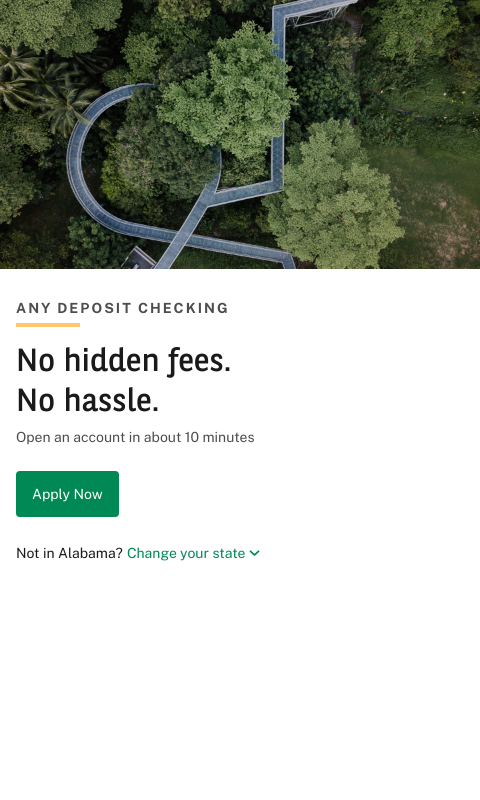 ANY DEPOSIT CHECKING
No hidden fees.
No hassle.
Open an account in about 10 minutes
Apply Now
Not in Alabama? Change your state